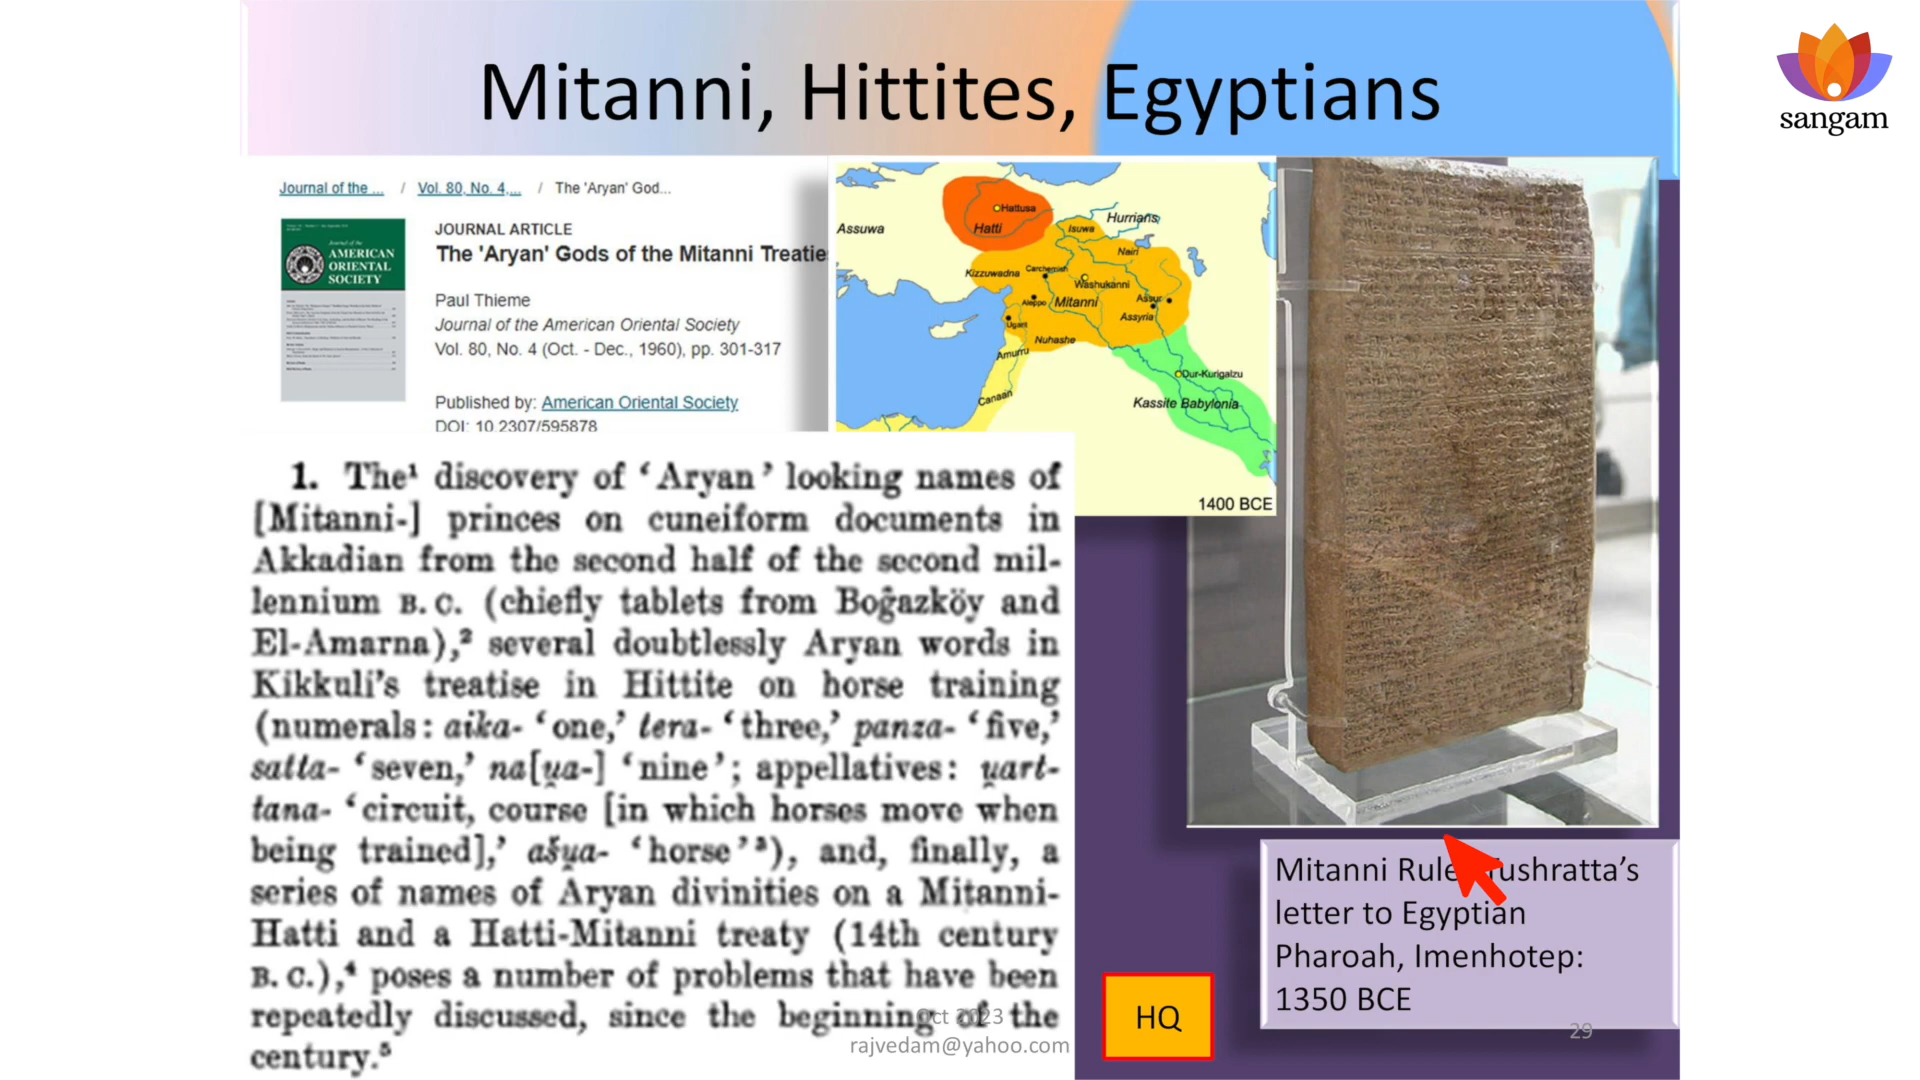 Mitanni, Hittites, Egyptians
sangam
Journal of the ... / Vol. 80, No. 4,... / The 'Aryan' God...
Journal of the
AMERICAN
ORIENTAL
SOCIETY
JOURNAL ARTICLE
The 'Aryan' Gods of the Mitanni Treatie
Paul Thieme
Journal of the American Oriental Society
Vol. 80, No. 4 (Oct. - Dec., 1960), pp. 301-317
Published by: American Oriental Society
DOI: 10.2307/595878
Hattusa
Hatti
Assuwa
Hurrians
Isuwa
Nairi
Kizzuwadna
Carchemish
Washukanni
Aleppo
Mitanni
Assur
Assyria
Ugarit
Nuhashe
Amurru
Dur-Kurigalzu
Canaan
Kassite Babylonia
1400 BCE
1. The¹ discovery of ‘Aryan’ looking names of
[Mitanni-] princes on cuneiform documents in
Akkadian from the second half of the second mil-
lennium B. C. (chiefly tablets from Boğazköy and
El-Amarna),² several doubtlessly Aryan words in
Kikkuli’s treatise in Hittite on horse training
(numerals: aika- ‘one,’ tera- ‘three,’ panza- ‘five,’
satta- ‘seven,’ na[u̯a-] ‘nine’; appellatives: u̯art-
tana- ‘circuit, course [in which horses move when
being trained],’ ašu̯a- ‘horse’³), and, finally, a
series of names of Aryan divinities on a Mitanni-
Hatti and a Hatti-Mitanni treaty (14th century
B. C.),⁴ poses a number of problems that have been
repeatedly discussed, since the beginning of the
century.⁵
Oct 2023
rajvedam@yahoo.com
HQ
Mitanni Rule Tushratta’s
letter to Egyptian
Pharoah, Imenhotep:
1350 BCE
29